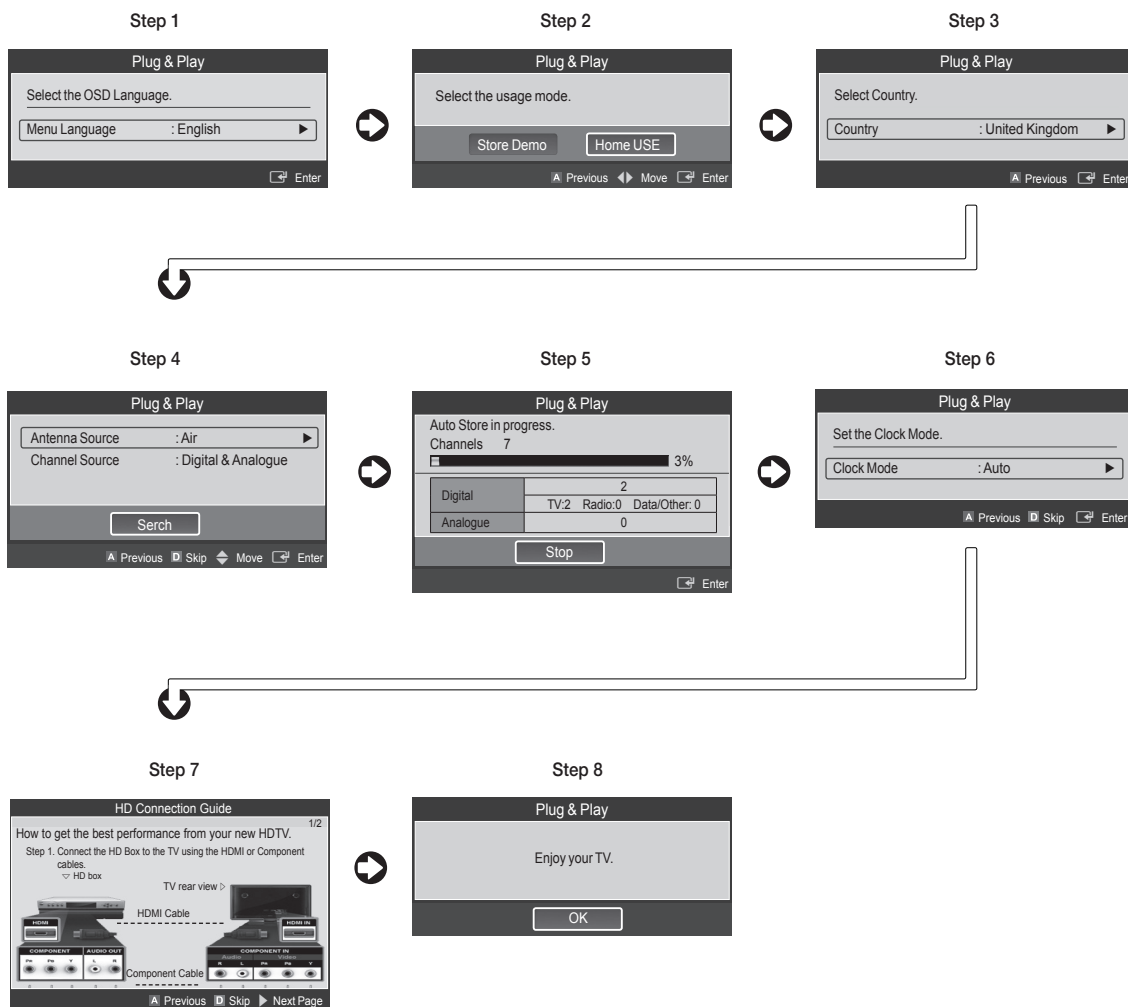 Step 1
Plug & Play
Select the OSD Language.
Menu Language : English
Enter
Step 2
Plug & Play
Select the usage mode.
Store Demo Home USE
A Previous Move Enter
Step 3
Plug & Play
Select Country.
Country : United Kingdom
A Previous Enter
Step 4
Plug & Play
Antenna Source : Air
Channel Source : Digital & Analogue
Serch
A Previous D Skip Move Enter
Step 5
Plug & Play
Auto Store in progress.
Channels 7
3%
Digital 2
TV:2 Radio:0 Data/Other: 0
Analogue 0
Stop
Enter
Step 6
Plug & Play
Set the Clock Mode.
Clock Mode : Auto
A Previous D Skip Enter
Step 7
HD Connection Guide
1/2
How to get the best performance from your new HDTV.
Step 1. Connect the HD Box to the TV using the HDMI or Component
cables.
HD box
TV rear view
HDMI Cable
HDMI
HDMI IN
COMPONENT AUDIO OUT
PR PB Y L R
COMPONENT IN
Audio Video
R L PR PB Y
Component Cable
A Previous D Skip Next Page
Step 8
Plug & Play
Enjoy your TV.
OK